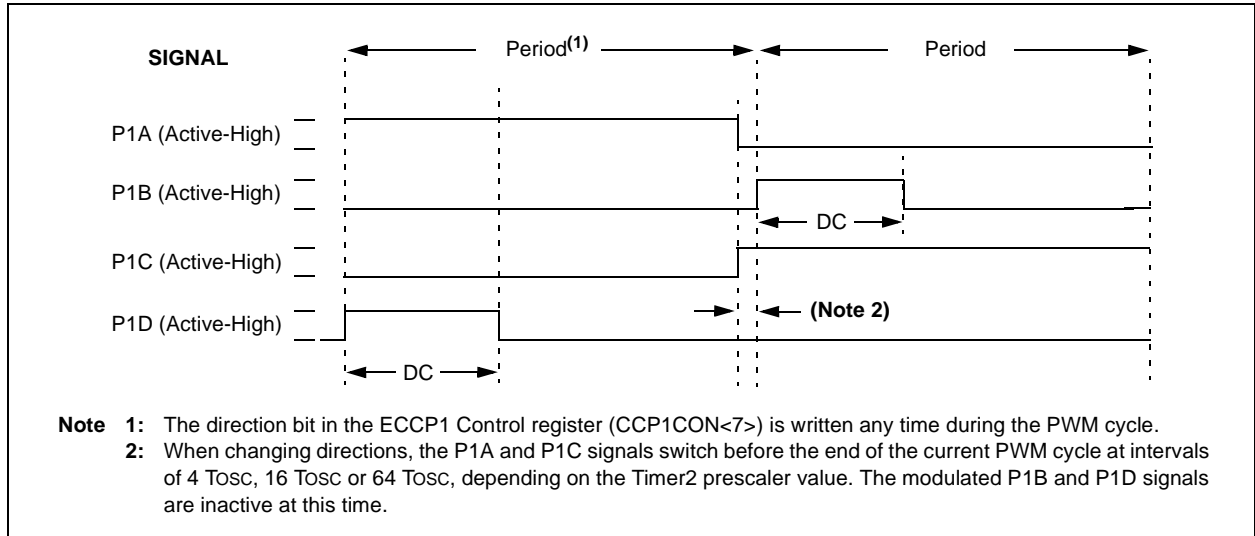 SIGNAL
Period(1)
Period
P1A (Active-High)
P1B (Active-High)
DC
P1C (Active-High)
P1D (Active-High)
(Note 2)
DC
Note 1: The direction bit in the ECCP1 Control register (CCP1CON<7>) is written any time during the PWM cycle.
2: When changing directions, the P1A and P1C signals switch before the end of the current PWM cycle at intervals
of 4 TOSC, 16 TOSC or 64 TOSC, depending on the Timer2 prescaler value. The modulated P1B and P1D signals
are inactive at this time.